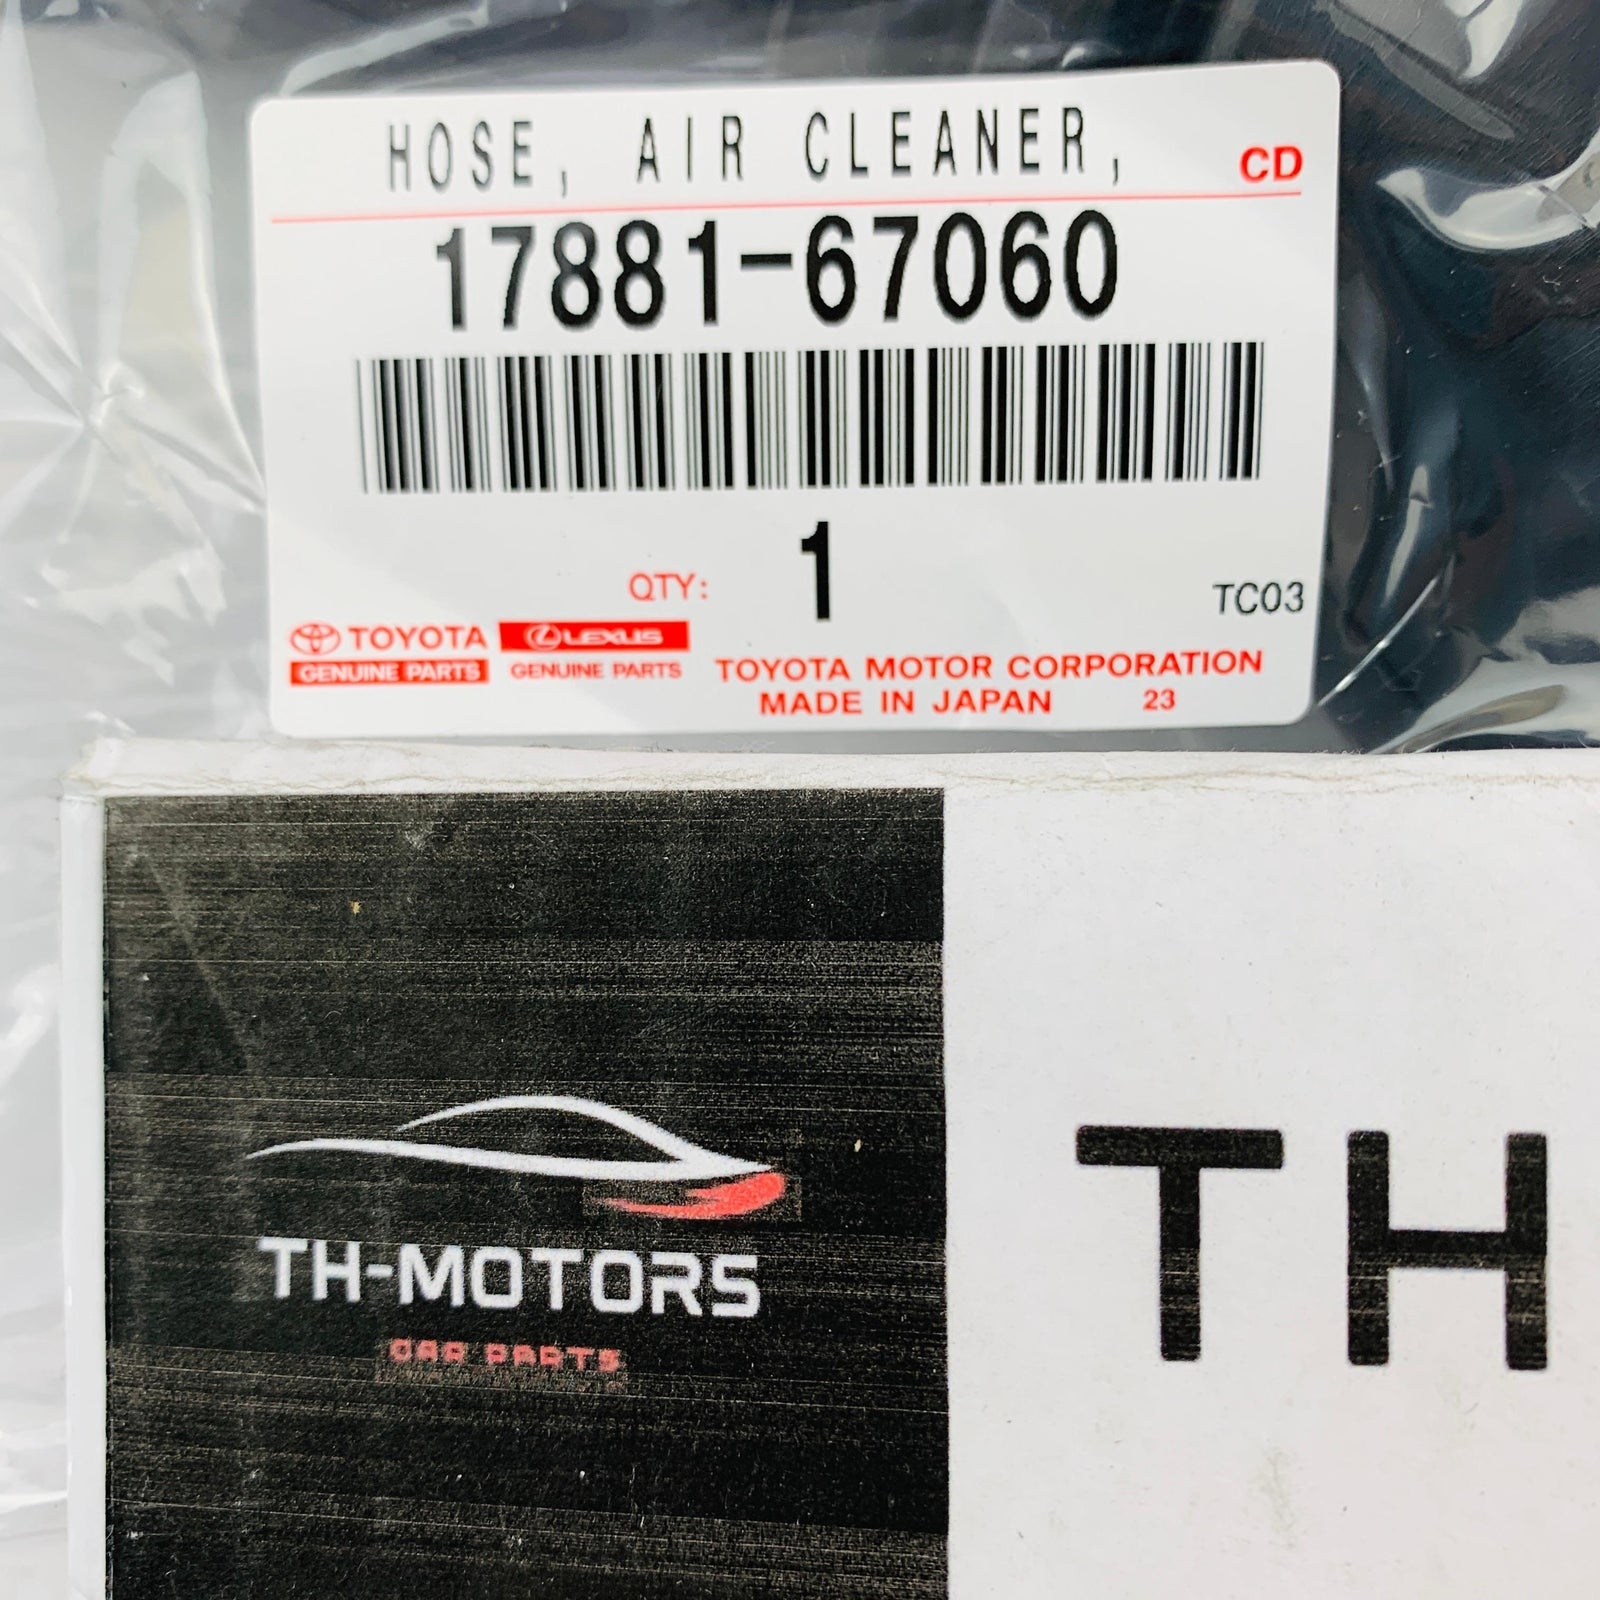 HOSE, AIR CLEANER,
CD
17881-67060
QTY: 1
TC03
TOYOTA
GENUINE PARTS
LEXUS
GENUINE PARTS
TOYOTA MOTOR CORPORATION
MADE IN JAPAN 23
TH-MOTORS
CAR PARTS
TH